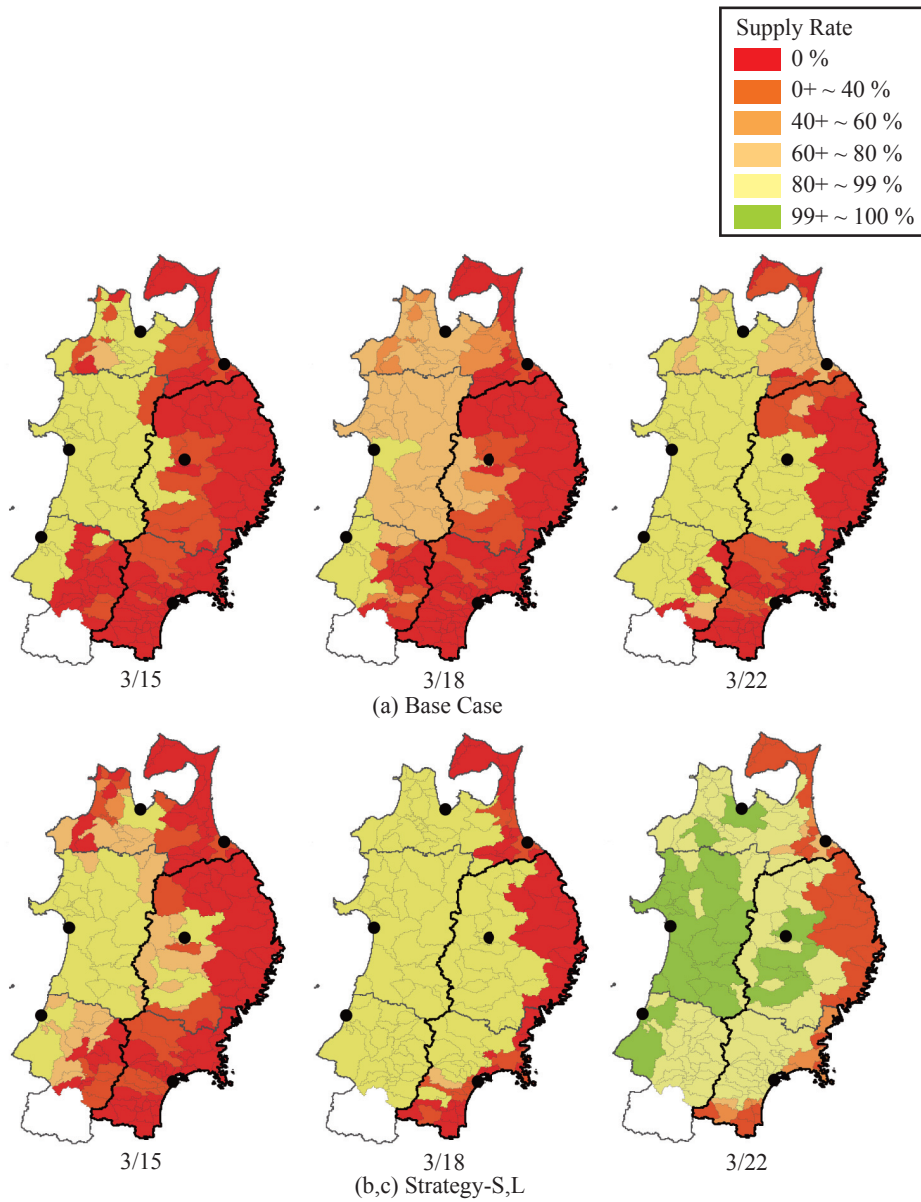 Supply Rate
0 %
0+ ~ 40 %
40+ ~ 60 %
60+ ~ 80 %
80+ ~ 99 %
99+ ~ 100 %
3/15 3/18 3/22
(a) Base Case
3/15 3/18 3/22
(b,c) Strategy-S,L